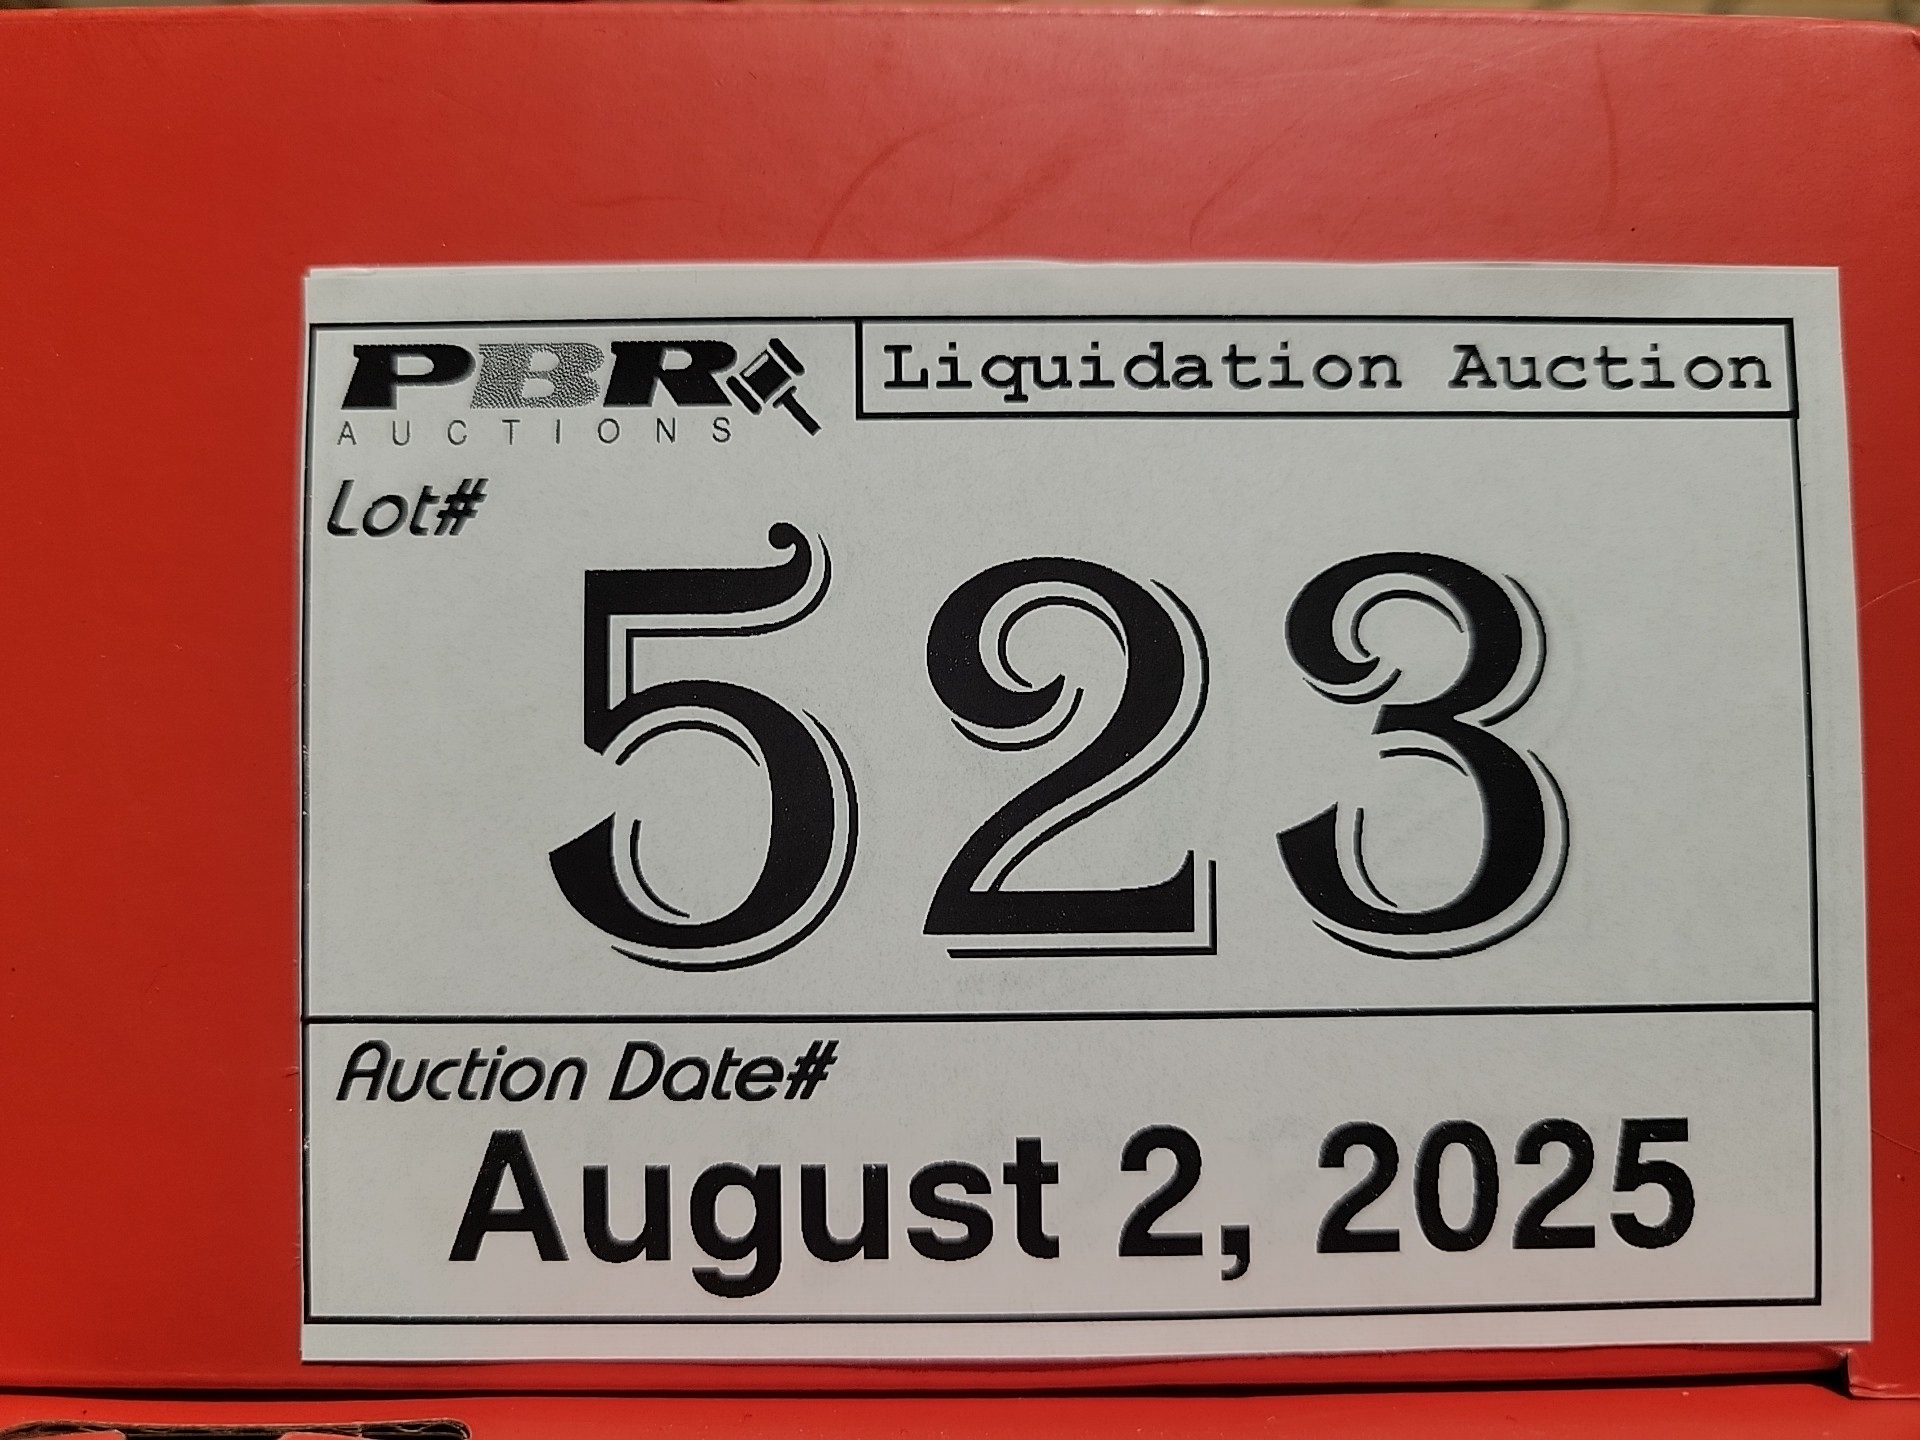 PBR
AUCTIONS
Liquidation Auction
Lot#
523
Auction Date#
August 2, 2025